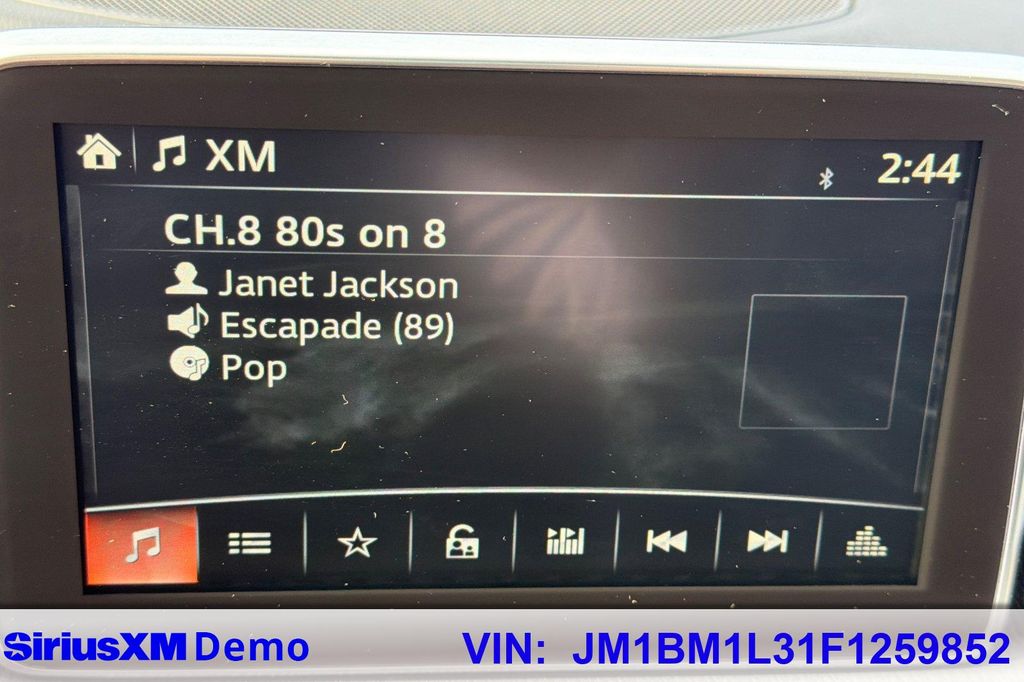 XM
2:44
CH.8 80s on 8
Janet Jackson
Escapade (89)
Pop
SiriusXM Demo
VIN: JM1BM1L31F1259852